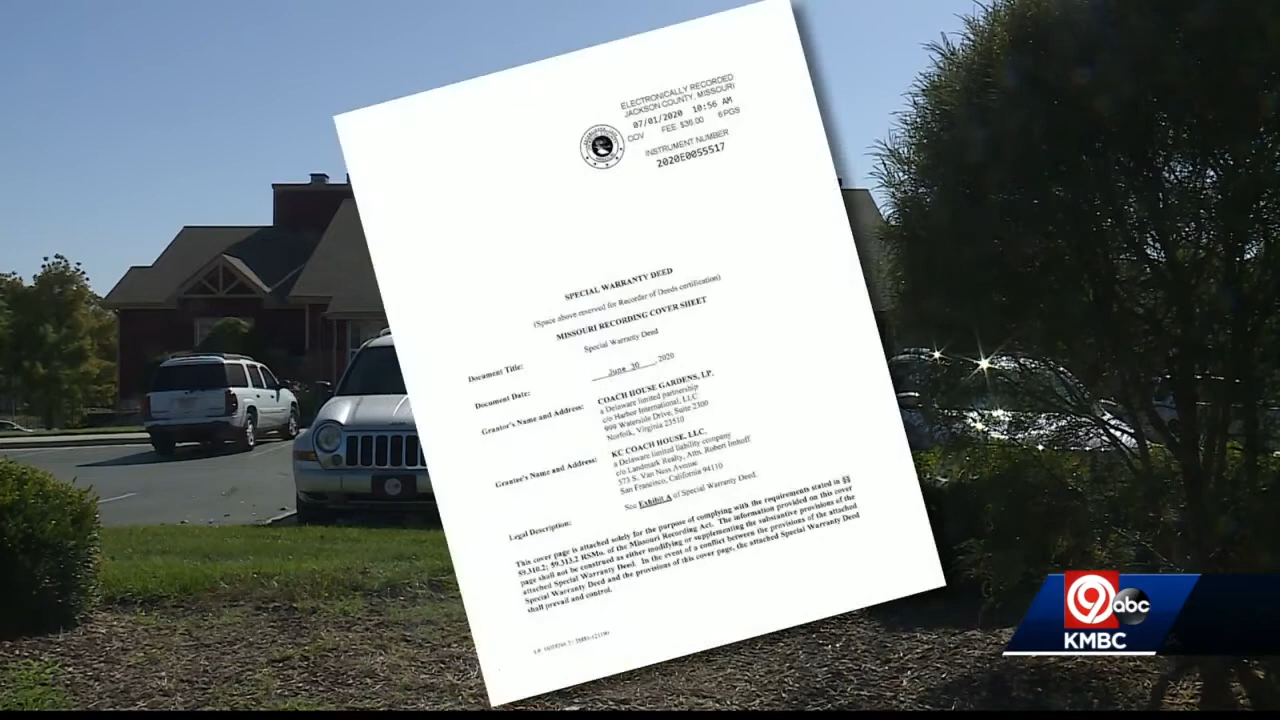 ELECTRONICALLY RECORDED
JACKSON COUNTY, MISSOURI
07/01/2020 10:56 AM
COV FEE $36.00 6PGS
INSTRUMENT NUMBER
2020E0055517
SPECIAL WARRANTY DEED
(Space above reserved for Recorder of Deeds certification)
MISSOURI RECORDING COVER SHEET
Document Title: Special Warranty Deed
Document Date: June 30, 2020
Grantor's Name and Address: COACH HOUSE GARDENS, LP,
a Delaware limited partnership
c/o Harbor International, LLC
999 Waterside Drive, Suite 2300
Norfolk, Virginia 23510
Grantee's Name and Address: KC COACH HOUSE, LLC,
a Delaware limited liability company
c/o Landmark Realty, Attn. Robert Imhoff
573 S. Van Ness Avenue
San Francisco, California 94110
Legal Description: See Exhibit A of Special Warranty Deed.
This cover page is attached solely for the purpose of complying with the requirements stated in §§
59.310.2; 59.313.2 RSMo. of the Missouri Recording Act. The information provided on this cover
page shall not be construed as either modifying or supplementing the substantive provisions of the
attached Special Warranty Deed. In the event of a conflict between the provisions of the attached
Special Warranty Deed and the provisions of this cover page, the attached Special Warranty Deed
shall prevail and control.
9 abc
KMBC